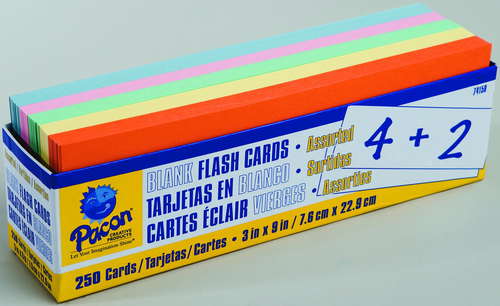 74150
BLANK FLASH CARDS • Assorted
TARJETAS EN BLANCO • Surtidas
CARTES ÉCLAIR VIERGES • Assorties
4 + 2
Pacon
CREATIVE PRODUCTS
Let Your Imagination Show®
250 Cards/Tarjetas/Cartes • 3 in x 9 in / 7.6 cm x 22.9 cm